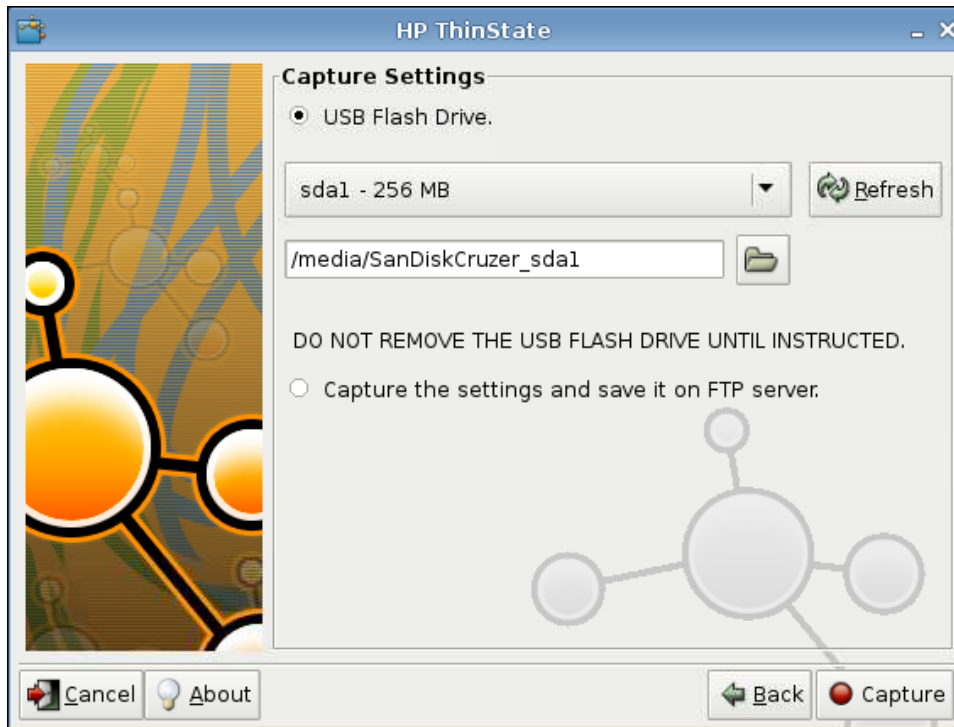 HP ThinState
Capture Settings
USB Flash Drive.
sda1 - 256 MB
Refresh
/media/SanDiskCruzer_sda1
DO NOT REMOVE THE USB FLASH DRIVE UNTIL INSTRUCTED.
Capture the settings and save it on FTP server.
Cancel
About
Back
Capture